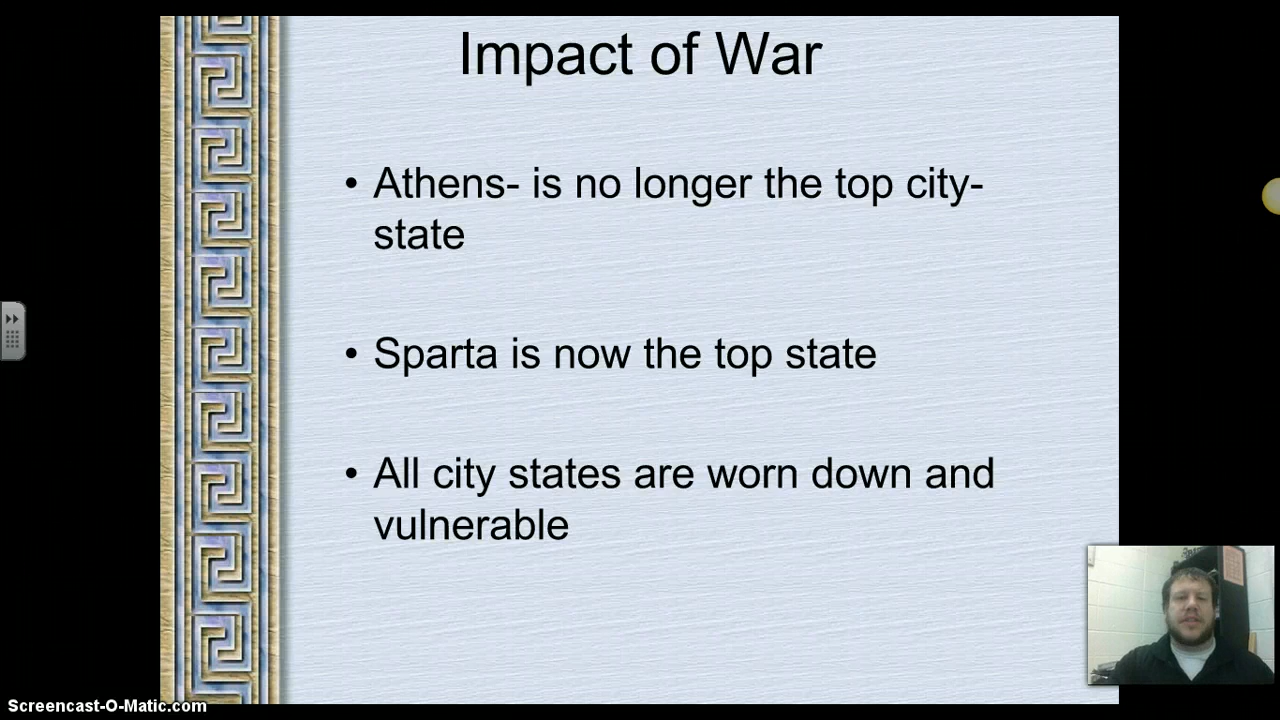 Impact of War
• Athens- is no longer the top city-
state
• Sparta is now the top state
• All city states are worn down and
vulnerable
Screencast-O-Matic.com